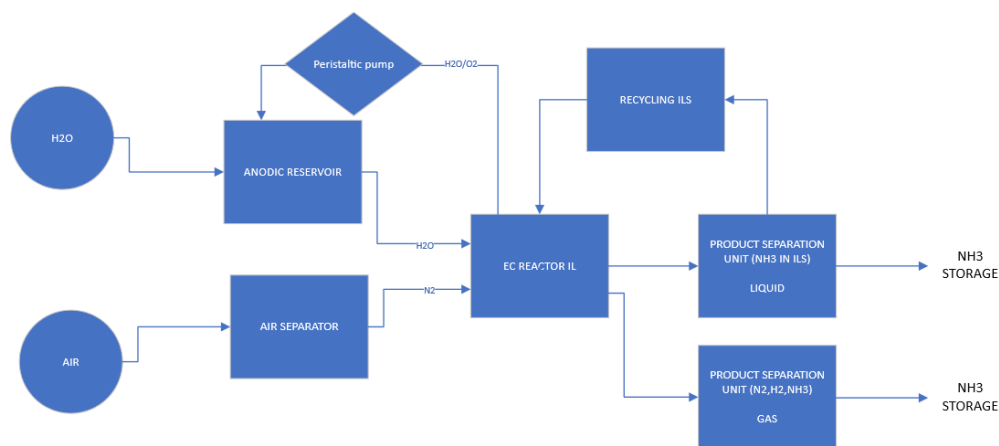 Peristaltic pump
H2O/O2
RECYCLING ILS
H2O
ANODIC RESERVOIR
H2O
EC REACTOR IL
PRODUCT SEPARATION
UNIT (NH3 IN ILS)
LIQUID
NH3
STORAGE
N2
AIR SEPARATOR
AIR
PRODUCT SEPARATION
UNIT (N2,H2,NH3)
GAS
NH3
STORAGE